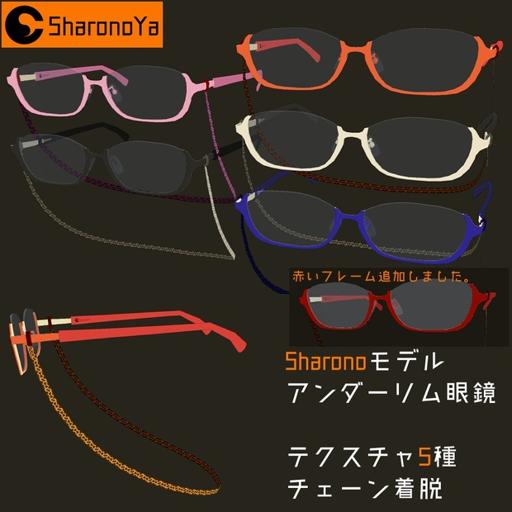 SharonoYa
赤いフレーム追加しました。
Sharonoモデル
アンダーリム眼鏡
テクスチャ5種
チェーン着脱